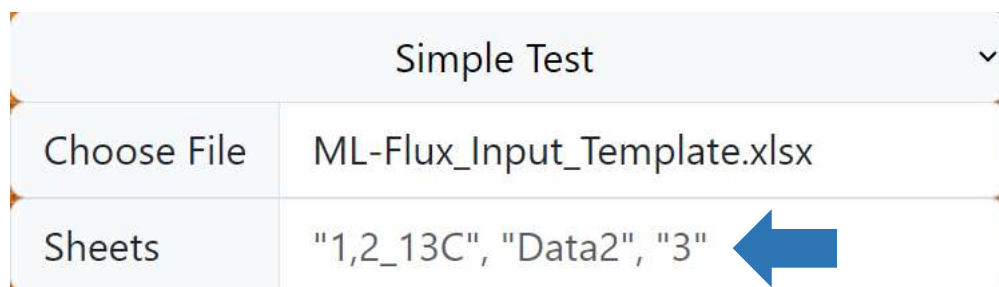 Simple Test
Choose File ML-Flux_Input_Template.xlsx
Sheets "1,2_13C", "Data2", "3"